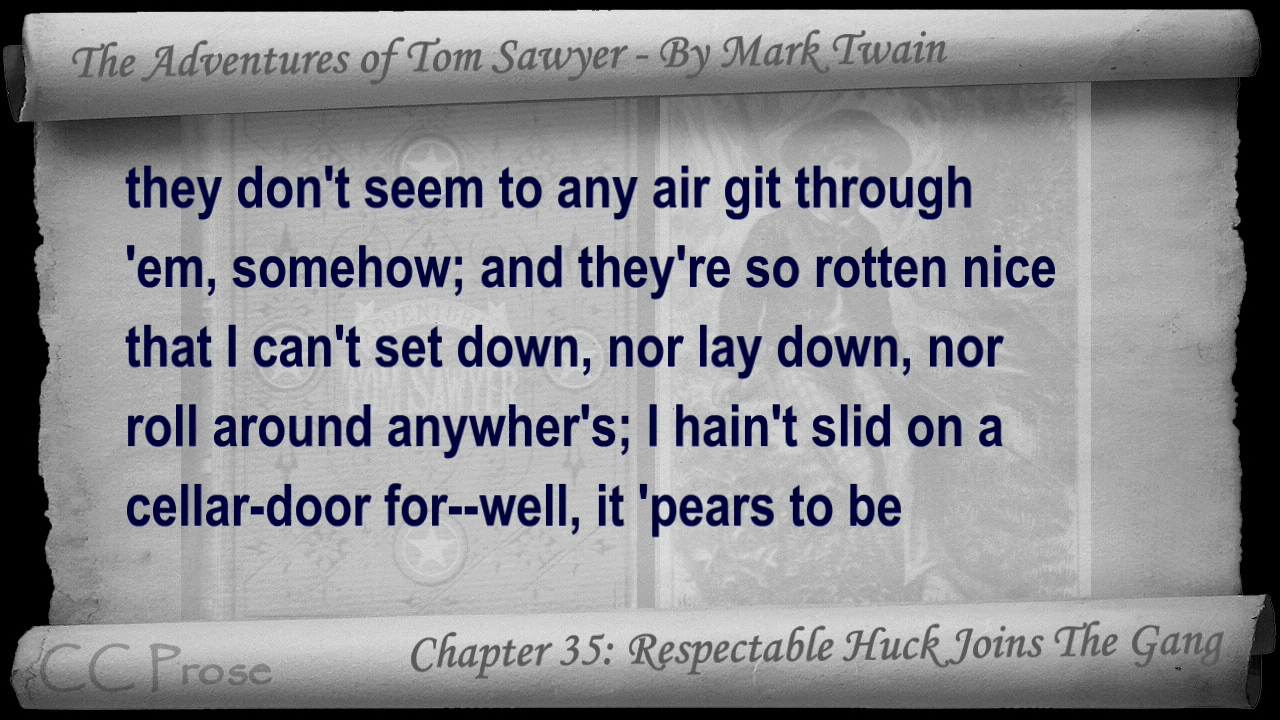 The Adventures of Tom Sawyer - By Mark Twain
they don't seem to any air git through
'em, somehow; and they're so rotten nice
that I can't set down, nor lay down, nor
roll around anywher's; I hain't slid on a
cellar-door for--well, it 'pears to be
Chapter 35: Respectable Huck Joins The Gang
CC Prose